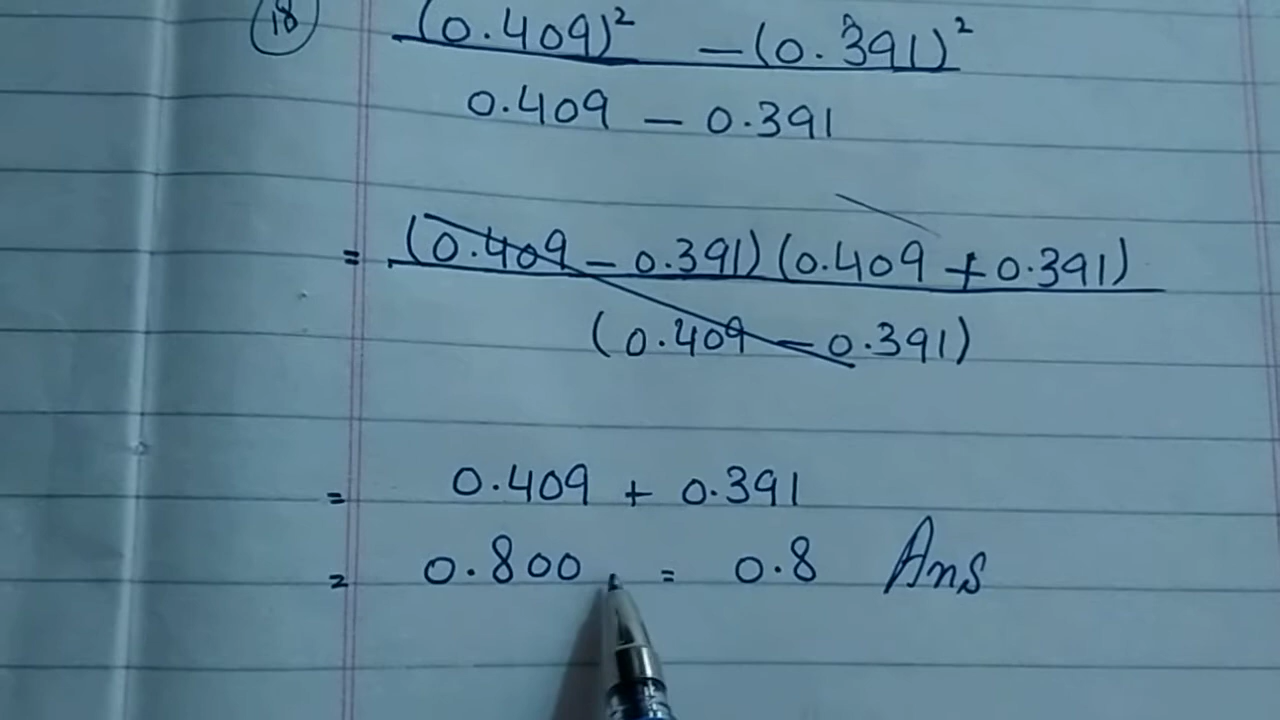 18 (0.409)² - (0.391)²
0.409 - 0.391
= (0.409 - 0.391) (0.409 + 0.391)
(0.409 - 0.391)
= 0.409 + 0.391
= 0.800 = 0.8 Ans